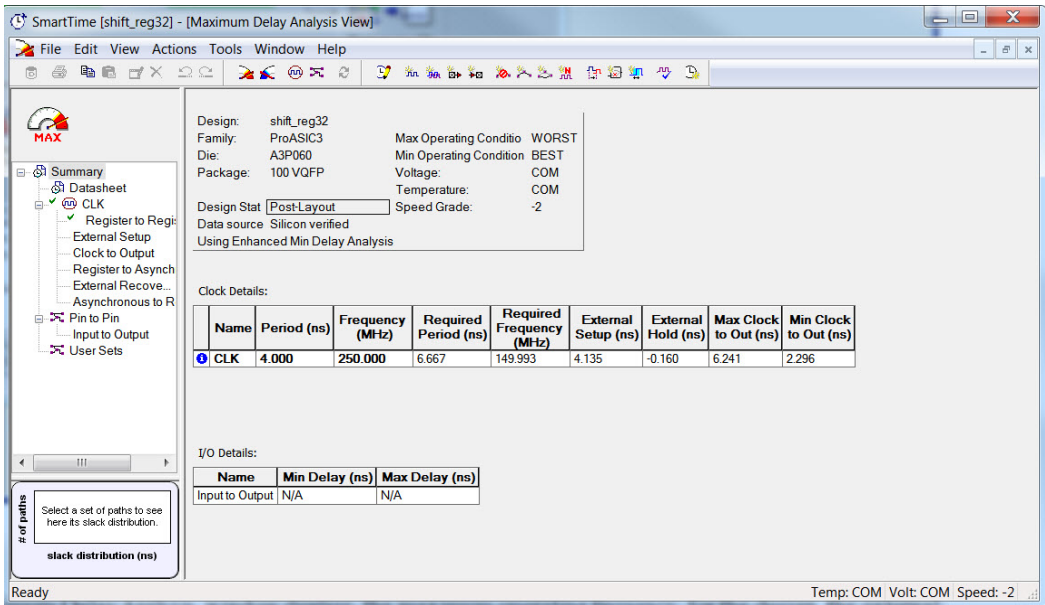 SmartTime [shift_reg32] - [Maximum Delay Analysis View]
File Edit View Actions Tools Window Help
MAX
Summary
Datasheet
CLK
Register to Regi
External Setup
Clock to Output
Register to Asynch
External Recove...
Asynchronous to R
Pin to Pin
Input to Output
User Sets
# of paths
Select a set of paths to see
here its slack distribution.
slack distribution (ns)
Design: shift_reg32
Family: ProASIC3 Max Operating Conditio WORST
Die: A3P060 Min Operating Condition BEST
Package: 100 VQFP Voltage: COM
Temperature: COM
Design Stat Post-Layout Speed Grade: -2
Data source Silicon verified
Using Enhanced Min Delay Analysis
Clock Details:
Name Period (ns) Frequency (MHz) Required Period (ns) Required Frequency (MHz) External Setup (ns) External Hold (ns) Max Clock to Out (ns) Min Clock to Out (ns)
CLK 4.000 250.000 6.667 149.993 4.135 -0.160 6.241 2.296
I/O Details:
Name Min Delay (ns) Max Delay (ns)
Input to Output N/A N/A
Ready Temp: COM Volt: COM Speed: -2